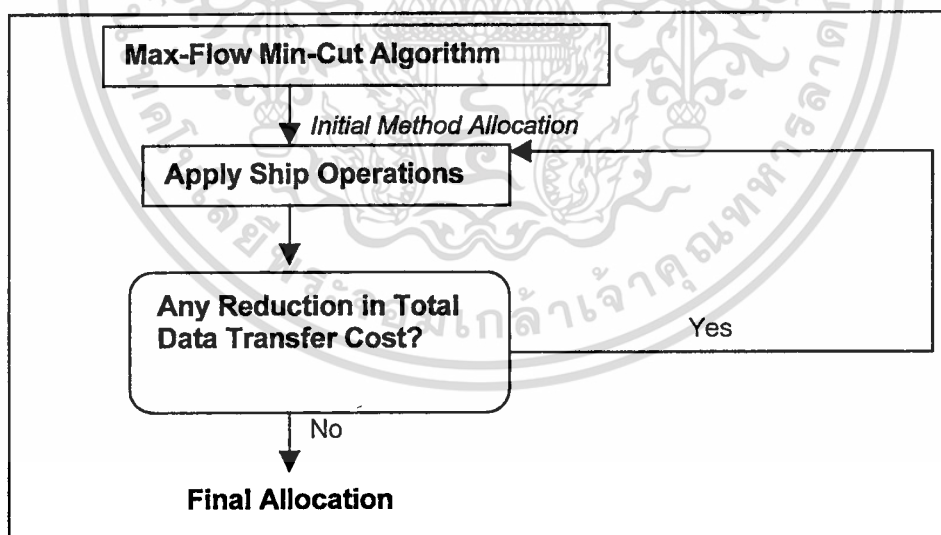 Max-Flow Min-Cut Algorithm
Initial Method Allocation
Apply Ship Operations
Any Reduction in Total
Data Transfer Cost?
Yes
No
Final Allocation